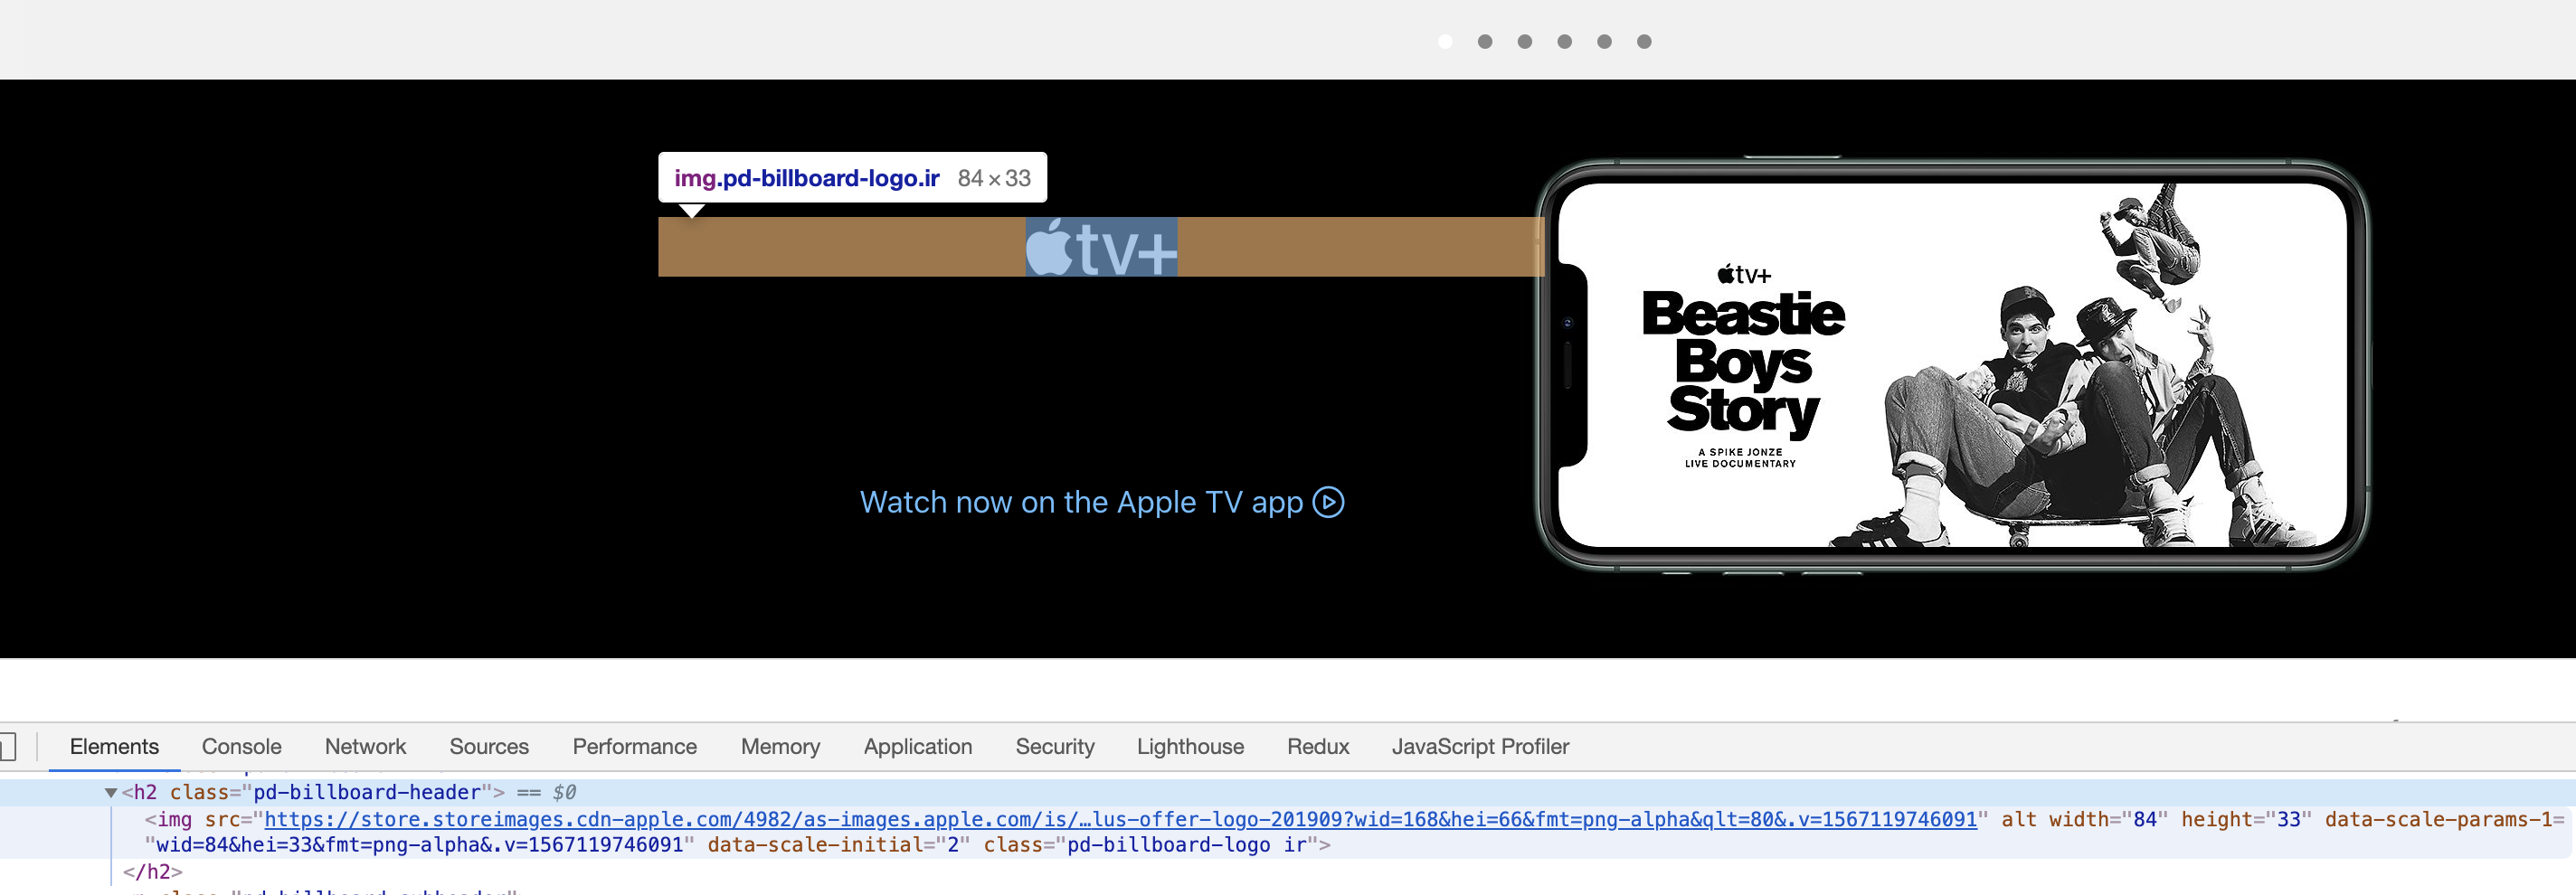 img.pd-billboard-logo.ir 84 × 33
tv+
tv+
Beastie
Boys
Story
A SPIKE JONZE
LIVE DOCUMENTARY
Watch now on the Apple TV app
Elements Console Network Sources Performance Memory Application Security Lighthouse Redux JavaScript Profiler
<h2 class="pd-billboard-header"> == $0
<img src="https://store.storeimages.cdn-apple.com/4982/as-images.apple.com/is/…lus-offer-logo-201909?wid=168&hei=66&fmt=png-alpha&qlt=80&.v=1567119746091" alt width="84" height="33" data-scale-params-1=
"wid=84&hei=33&fmt=png-alpha&.v=1567119746091" data-scale-initial="2" class="pd-billboard-logo ir">
</h2>